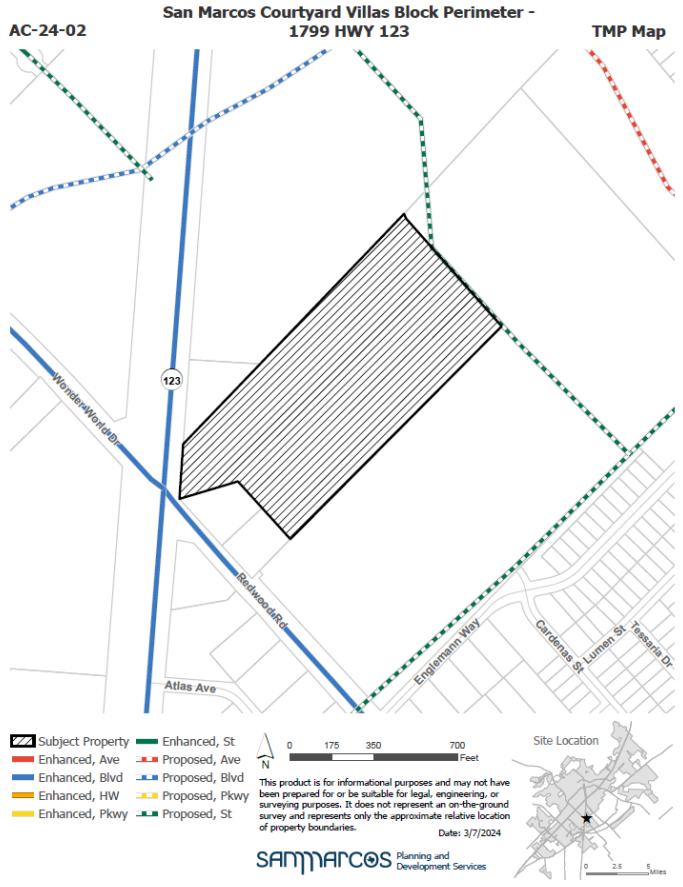 AC-24-02
San Marcos Courtyard Villas Block Perimeter -
1799 HWY 123
TMP Map
123
Wonder World Dr
Redwood Rd
Atlas Ave
Englemann Way
Cardenas St
Lumen St
Tessaria Dr
Subject Property
Enhanced, Ave
Enhanced, Blvd
Enhanced, HW
Enhanced, Pkwy
Enhanced, St
Proposed, Ave
Proposed, Blvd
Proposed, Pkwy
Proposed, St
N
0 175 350 700
Feet
This product is for informational purposes and may not have
been prepared for or be suitable for legal, engineering, or
surveying purposes. It does not represent an on-the-ground
survey and represents only the approximate relative location
of property boundaries.
Date: 3/7/2024
SAN MARCOS
Planning and
Development Services
Site Location
0 2.5 5
Miles